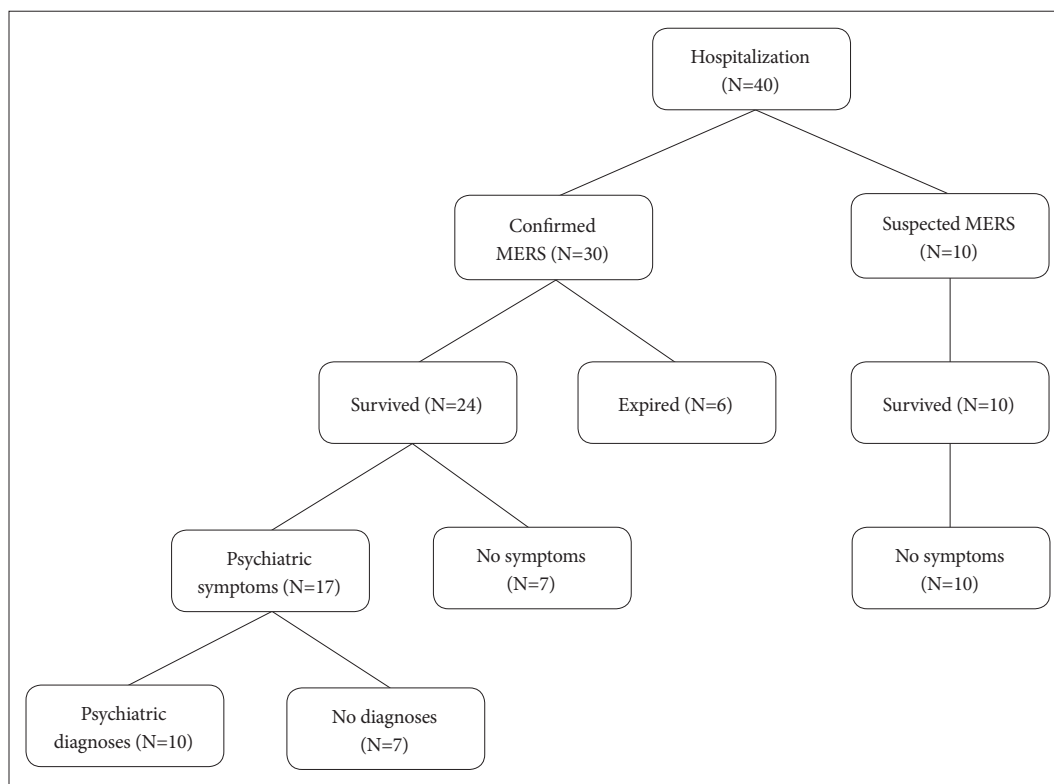 Hospitalization
(N=40)
Confirmed
MERS (N=30)
Suspected MERS
(N=10)
Survived (N=24)
Expired (N=6)
Survived (N=10)
Psychiatric
symptoms (N=17)
No symptoms
(N=7)
No symptoms
(N=10)
Psychiatric
diagnoses (N=10)
No diagnoses
(N=7)